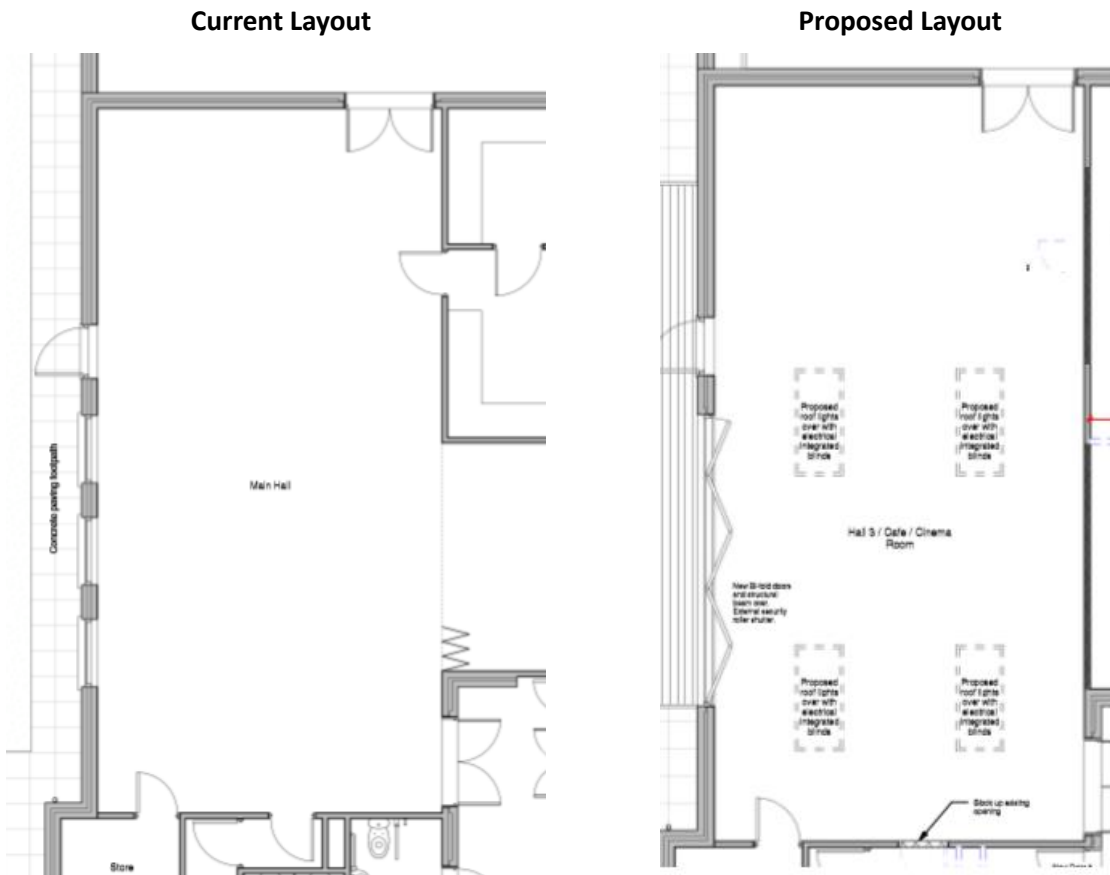 Current Layout
Proposed Layout
Concrete paving footpath
Main Hall
Store
Proposed
roof lights
over with
electrical
integrated
blinds
Proposed
roof lights
over with
electrical
integrated
blinds
Hall 3 / Cafe / Cinema
Room
New Bi-fold doors
and structural
beam over.
External security
roller shutter.
Proposed
roof lights
over with
electrical
integrated
blinds
Proposed
roof lights
over with
electrical
integrated
blinds
Block up existing
opening